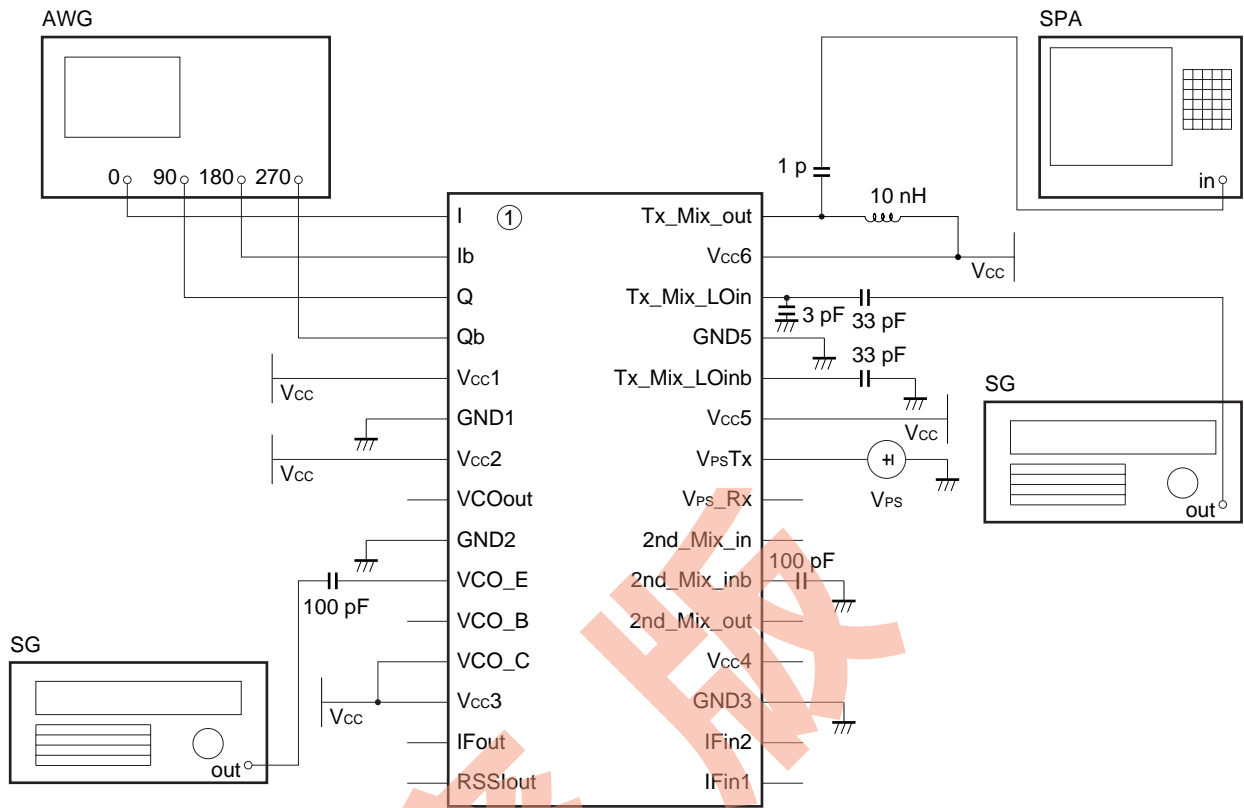 AWG
0 90 180 270
SPA
in
1 p
10 nH
VCC
I
①
Ib
Q
Qb
VCC1
GND1
VCC2
VCOout
GND2
VCO_E
VCO_B
VCO_C
VCC3
IFout
RSSIout
Tx_Mix_out
VCC6
Tx_Mix_LOin
GND5
Tx_Mix_LOinb
VCC5
VPSTx
VPS_Rx
2nd_Mix_in
2nd_Mix_inb
2nd_Mix_out
VCC4
GND3
IFin2
IFin1
3 pF
33 pF
33 pF
VCC
VPS
100 pF
SG
out
VCC
VCC
100 pF
VCC
SG
out
版